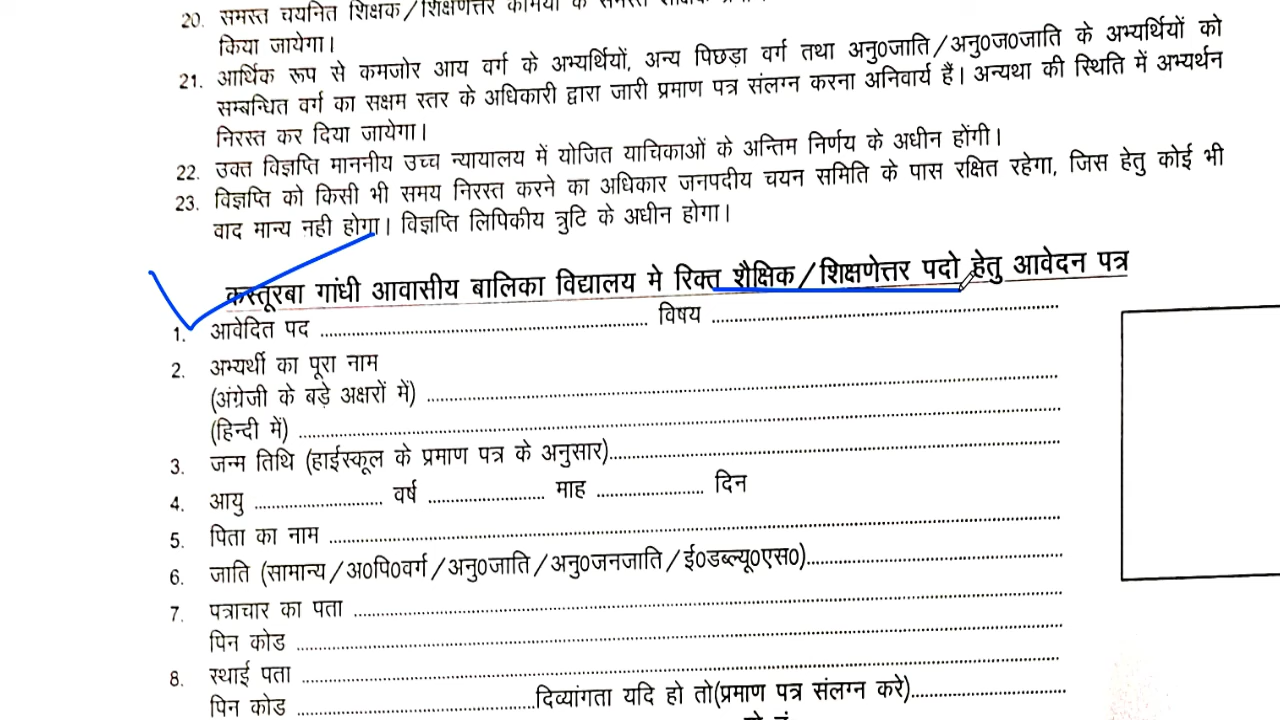 20. समस्त चयनित शिक्षक/शिक्षणेत्तर कर्मियों के समस्त
किया जायेगा।
21. आर्थिक रूप से कमजोर आय वर्ग के अभ्यर्थियों, अन्य पिछड़ा वर्ग तथा अनु0जाति/अनु0ज0जाति के अभ्यर्थियों को
सम्बन्धित वर्ग का सक्षम स्तर के अधिकारी द्वारा जारी प्रमाण पत्र संलग्न करना अनिवार्य हैं। अन्यथा की स्थिति में अभ्यर्थन
निरस्त कर दिया जायेगा।
22. उक्त विज्ञप्ति माननीय उच्च न्यायालय में योजित याचिकाओं के अन्तिम निर्णय के अधीन होंगी।
23. विज्ञप्ति को किसी भी समय निरस्त करने का अधिकार जनपदीय चयन समिति के पास रक्षित रहेगा, जिस हेतु कोई भी
वाद मान्य नही होगा। विज्ञप्ति लिपिकीय त्रुटि के अधीन होगा।
कस्तूरबा गांधी आवासीय बालिका विद्यालय मे रिक्त शैक्षिक/शिक्षणेत्तर पदो हेतु आवेदन पत्र
1. आवेदित पद ........................ विषय ........................
2. अभ्यर्थी का पूरा नाम
(अंग्रेजी के बड़े अक्षरों में) ........................
(हिन्दी में) ........................
3. जन्म तिथि (हाईस्कूल के प्रमाण पत्र के अनुसार)........................
4. आयु ............ वर्ष ............ माह ............ दिन
5. पिता का नाम ........................
6. जाति (सामान्य/अ0पि0वर्ग/अनु0जाति/अनु0जनजाति/ई0डब्ल्यू0एस0)........................
7. पत्राचार का पता ........................
पिन कोड ........................
8. स्थाई पता ........................
पिन कोड ........................दिव्यांगता यदि हो तो(प्रमाण पत्र संलग्न करे)........................